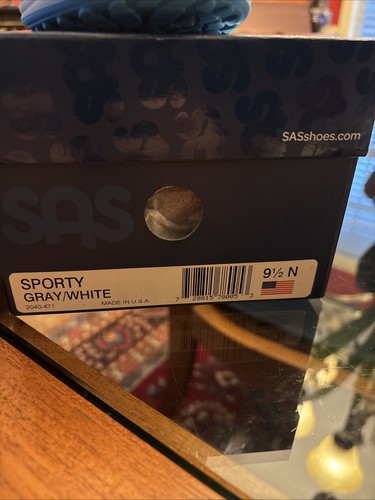 SASshoes.com
SAS
SPORTY
GRAY/WHITE
2040-471
MADE IN U.S.A
9½ N